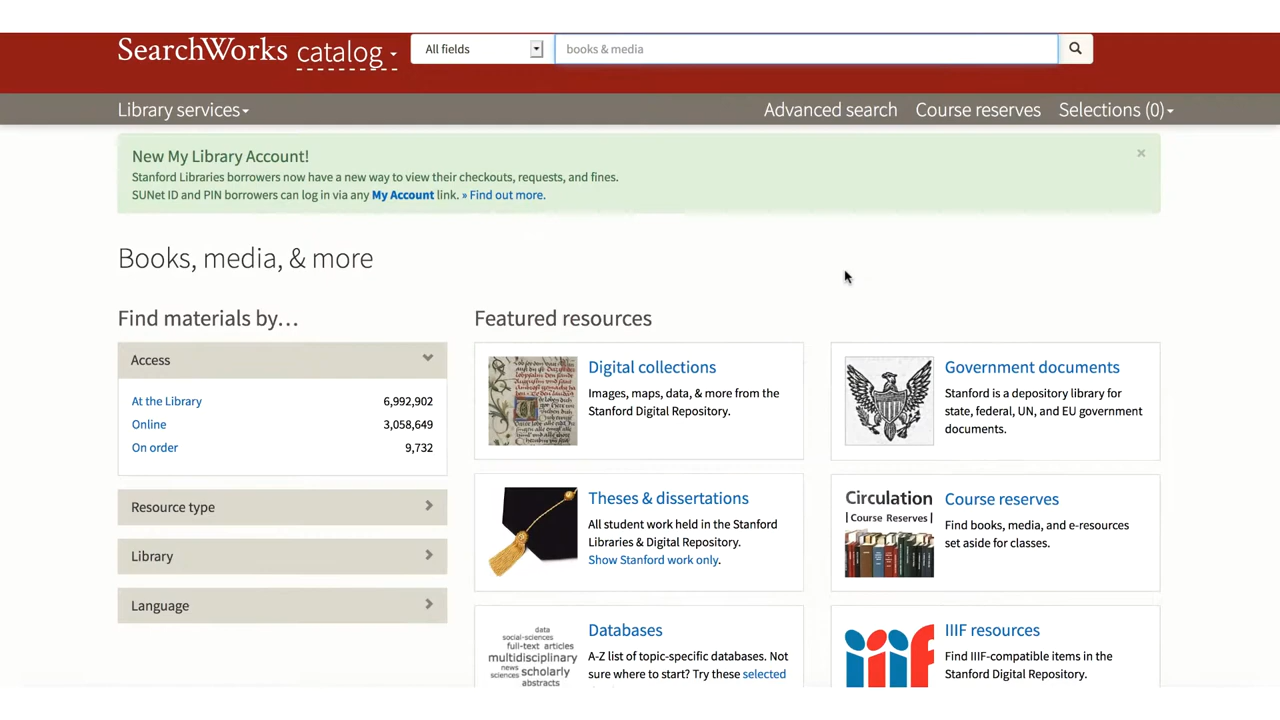 SearchWorks catalog
All fields
books & media
Library services
Advanced search
Course reserves
Selections (0)
New My Library Account!
Stanford Libraries borrowers now have a new way to view their checkouts, requests, and fines.
SUNet ID and PIN borrowers can log in via any My Account link. » Find out more.
×
Books, media, & more
Find materials by…
Access
At the Library 6,992,902
Online 3,058,649
On order 9,732
Resource type
Library
Language
Featured resources
Digital collections
Images, maps, data, & more from the
Stanford Digital Repository.
Government documents
Stanford is a depository library for
state, federal, UN, and EU government
documents.
Theses & dissertations
All student work held in the Stanford
Libraries & Digital Repository.
Show Stanford work only.
Circulation
| Course Reserves |
Course reserves
Find books, media, and e-resources
set aside for classes.
data
social-sciences
full-text articles
multidisciplinary
news
sciences scholarly
abstracts
Databases
A-Z list of topic-specific databases. Not
sure where to start? Try these selected
iiif
IIIF resources
Find IIIF-compatible items in the
Stanford Digital Repository.